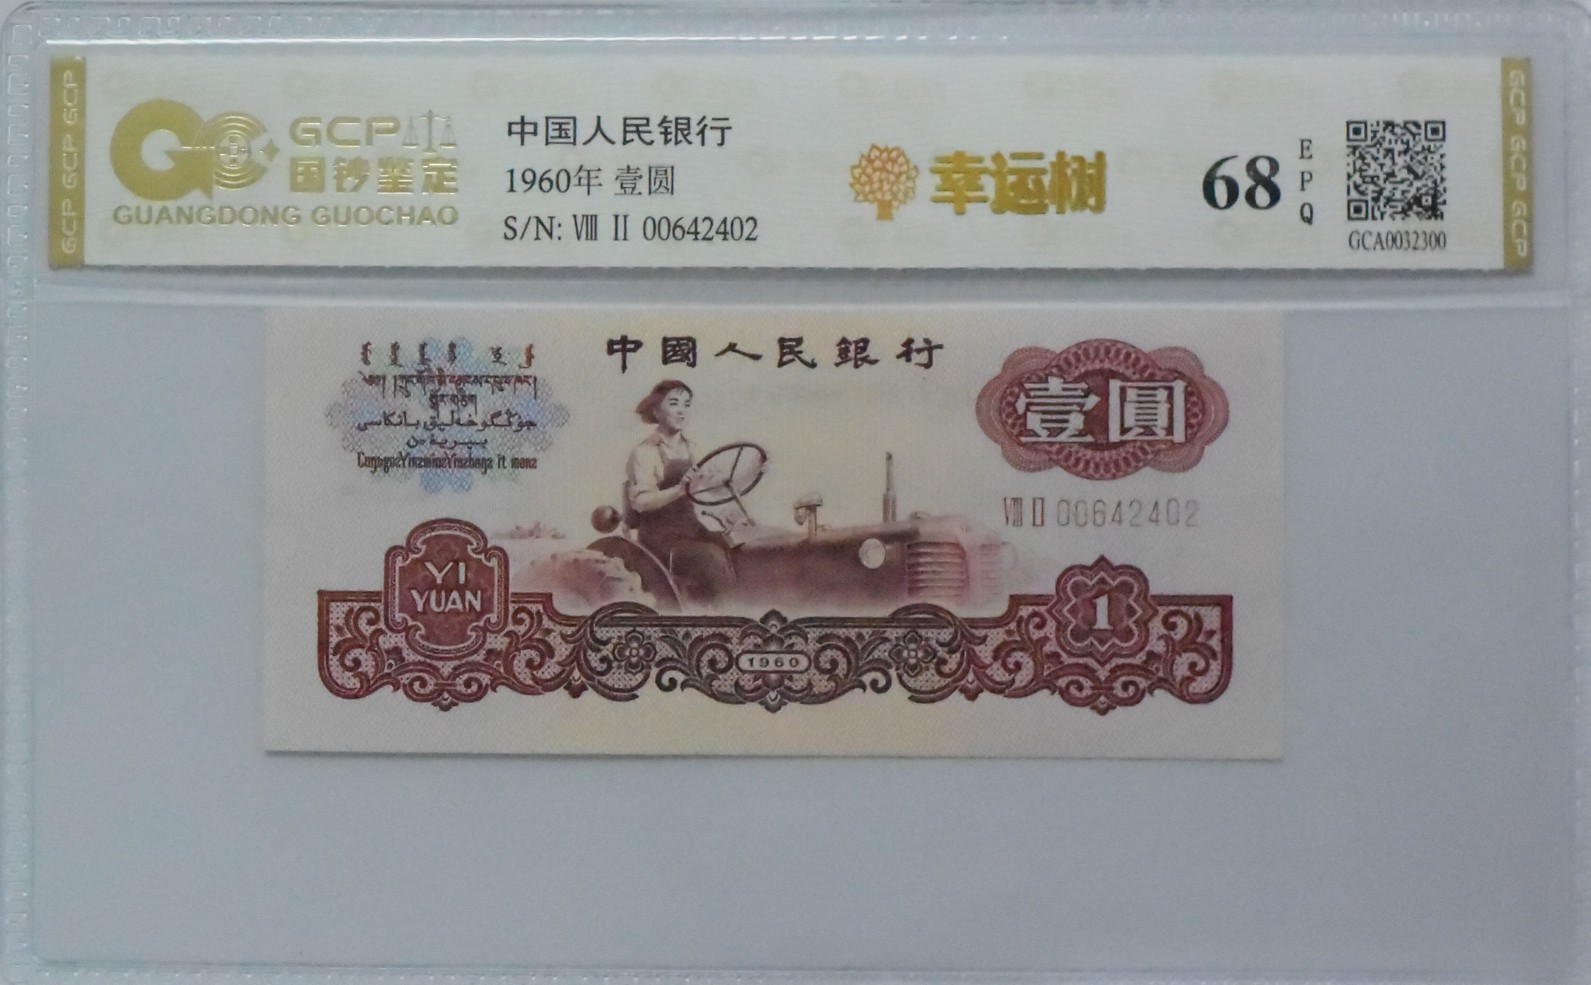 GCP GCP GCP
GCP
国钞鉴定
GUANGDONG GUOCHAO
中国人民银行
1960年 壹圆
S/N: Ⅷ Ⅱ 00642402
幸运树
68
E
P
Q
GCA0032300
GCP GCP GCP
中國人民銀行
壹圓
Ⅷ Ⅱ 00642402
YI
YUAN
1960
1